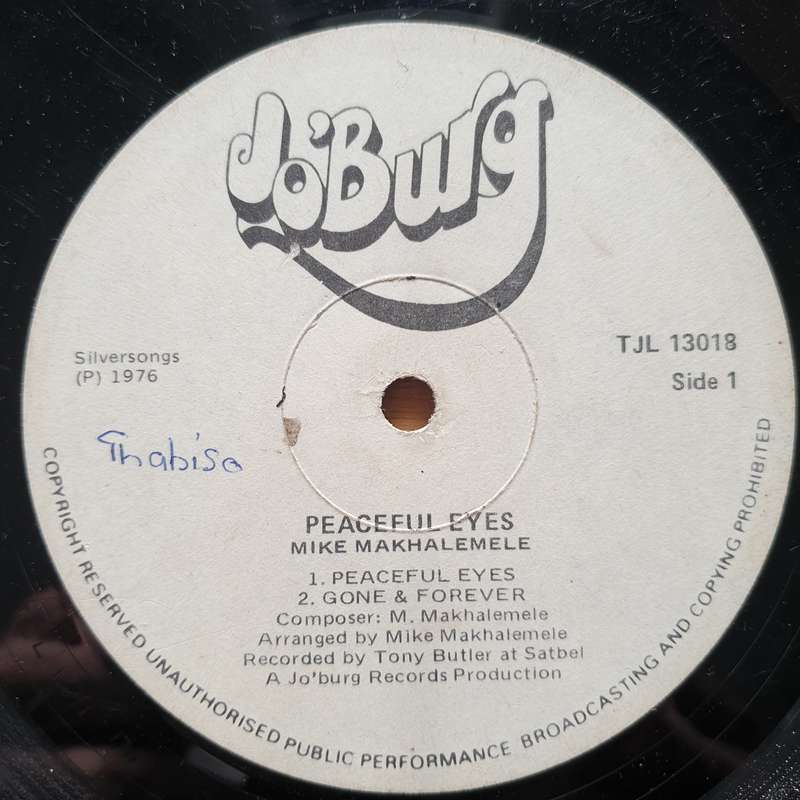 Jo'Burg
Silversongs
(P) 1976
TJL 13018
Side 1
Thabisa
PEACEFUL EYES
MIKE MAKHALEMELE
1. PEACEFUL EYES
2. GONE & FOREVER
Composer: M. Makhalemele
Arranged by Mike Makhalemele
Recorded by Tony Butler at Satbel
A Jo'burg Records Production
COPYRIGHT RESERVED UNAUTHORISED PUBLIC PERFORMANCE BROADCASTING AND COPYING PROHIBITED